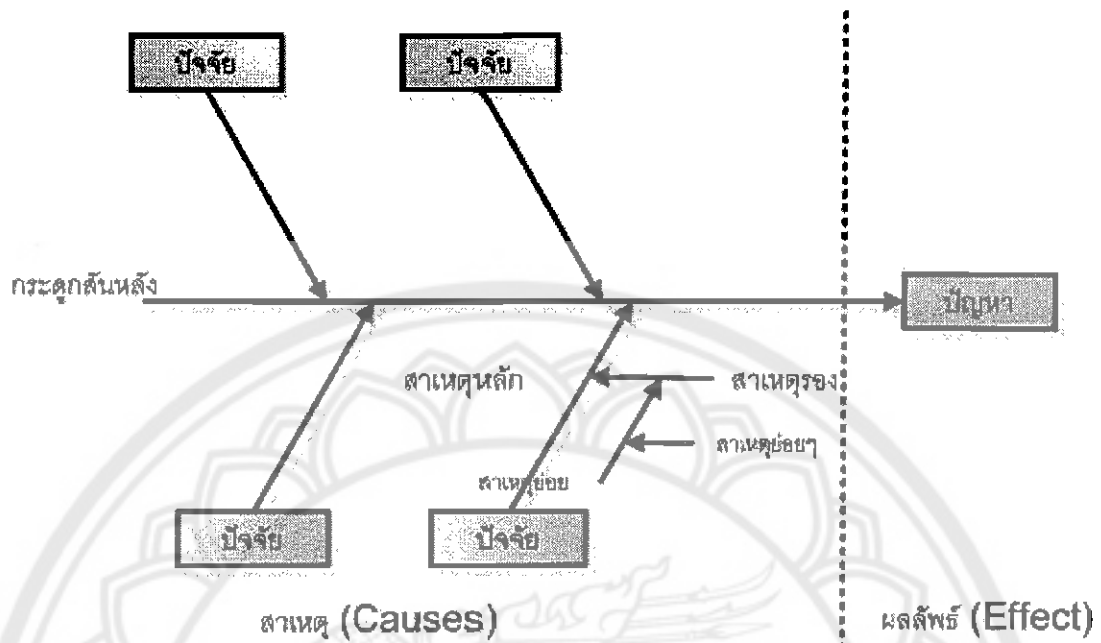 ปัจจัย
ปัจจัย
กระดูกสันหลัง
ปัญหา
สาเหตุหลัก
สาเหตุรอง
สาเหตุย่อยๆ
สาเหตุย่อย
ปัจจัย
ปัจจัย
สาเหตุ (Causes)
ผลลัพธ์ (Effect)